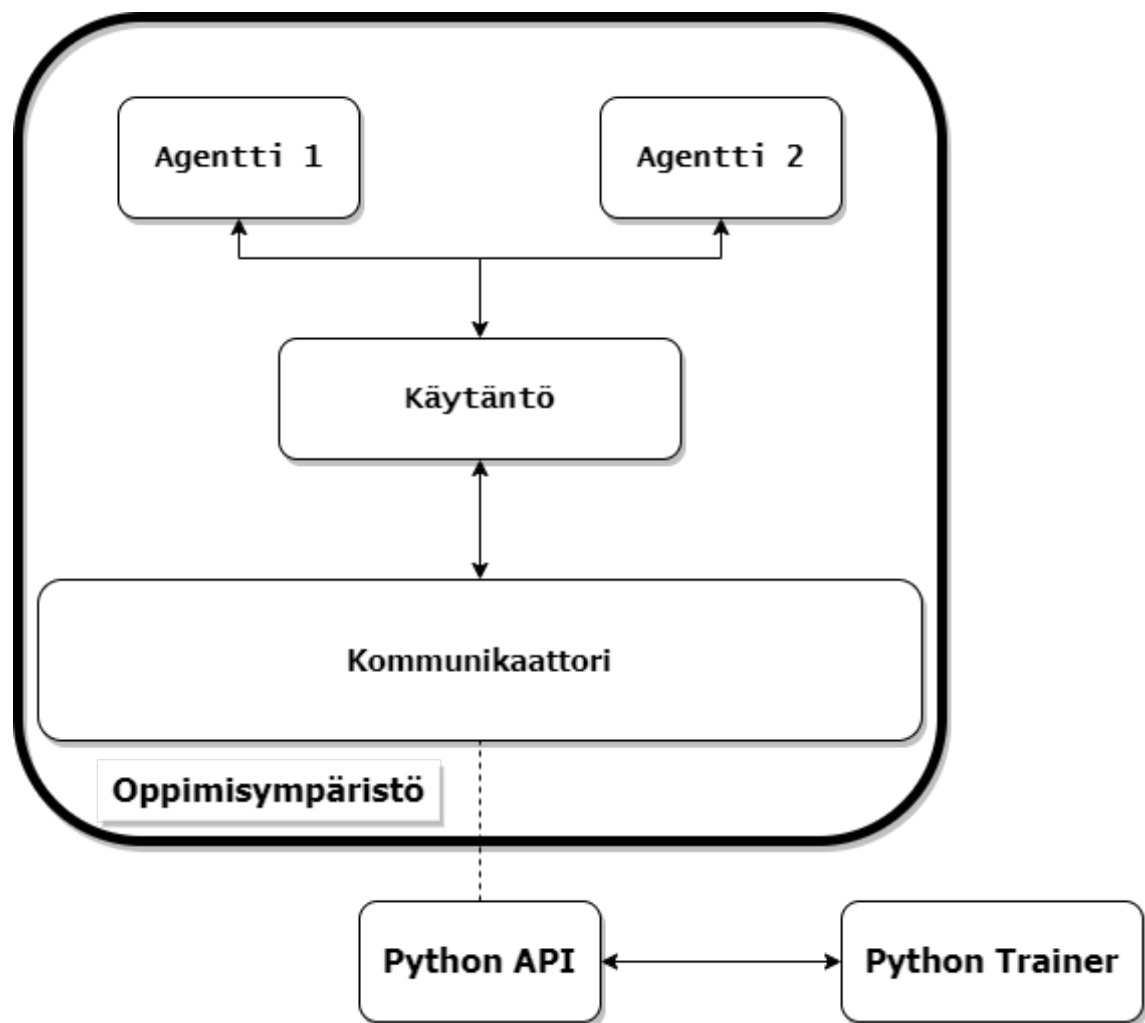 Agentti 1
Agentti 2
Käytäntö
Kommunikaattori
Oppimisympäristö
Python API
Python Trainer